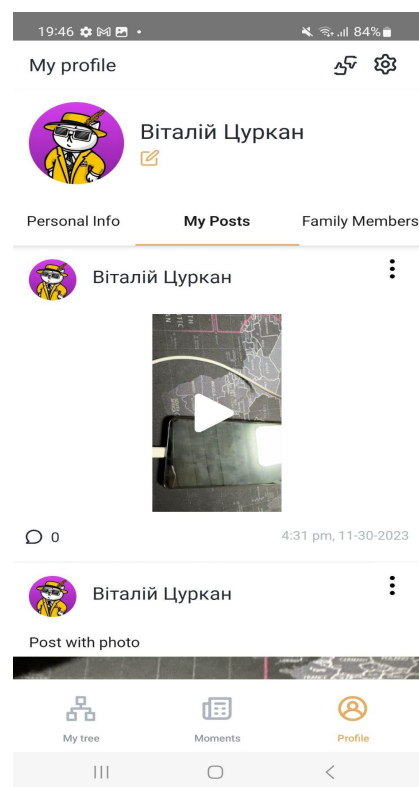 19:46
84%
My profile
Віталій Цуркан
Personal Info My Posts Family Members
Віталій Цуркан
0 4:31 pm, 11-30-2023
Віталій Цуркан
Post with photo
My tree Moments Profile